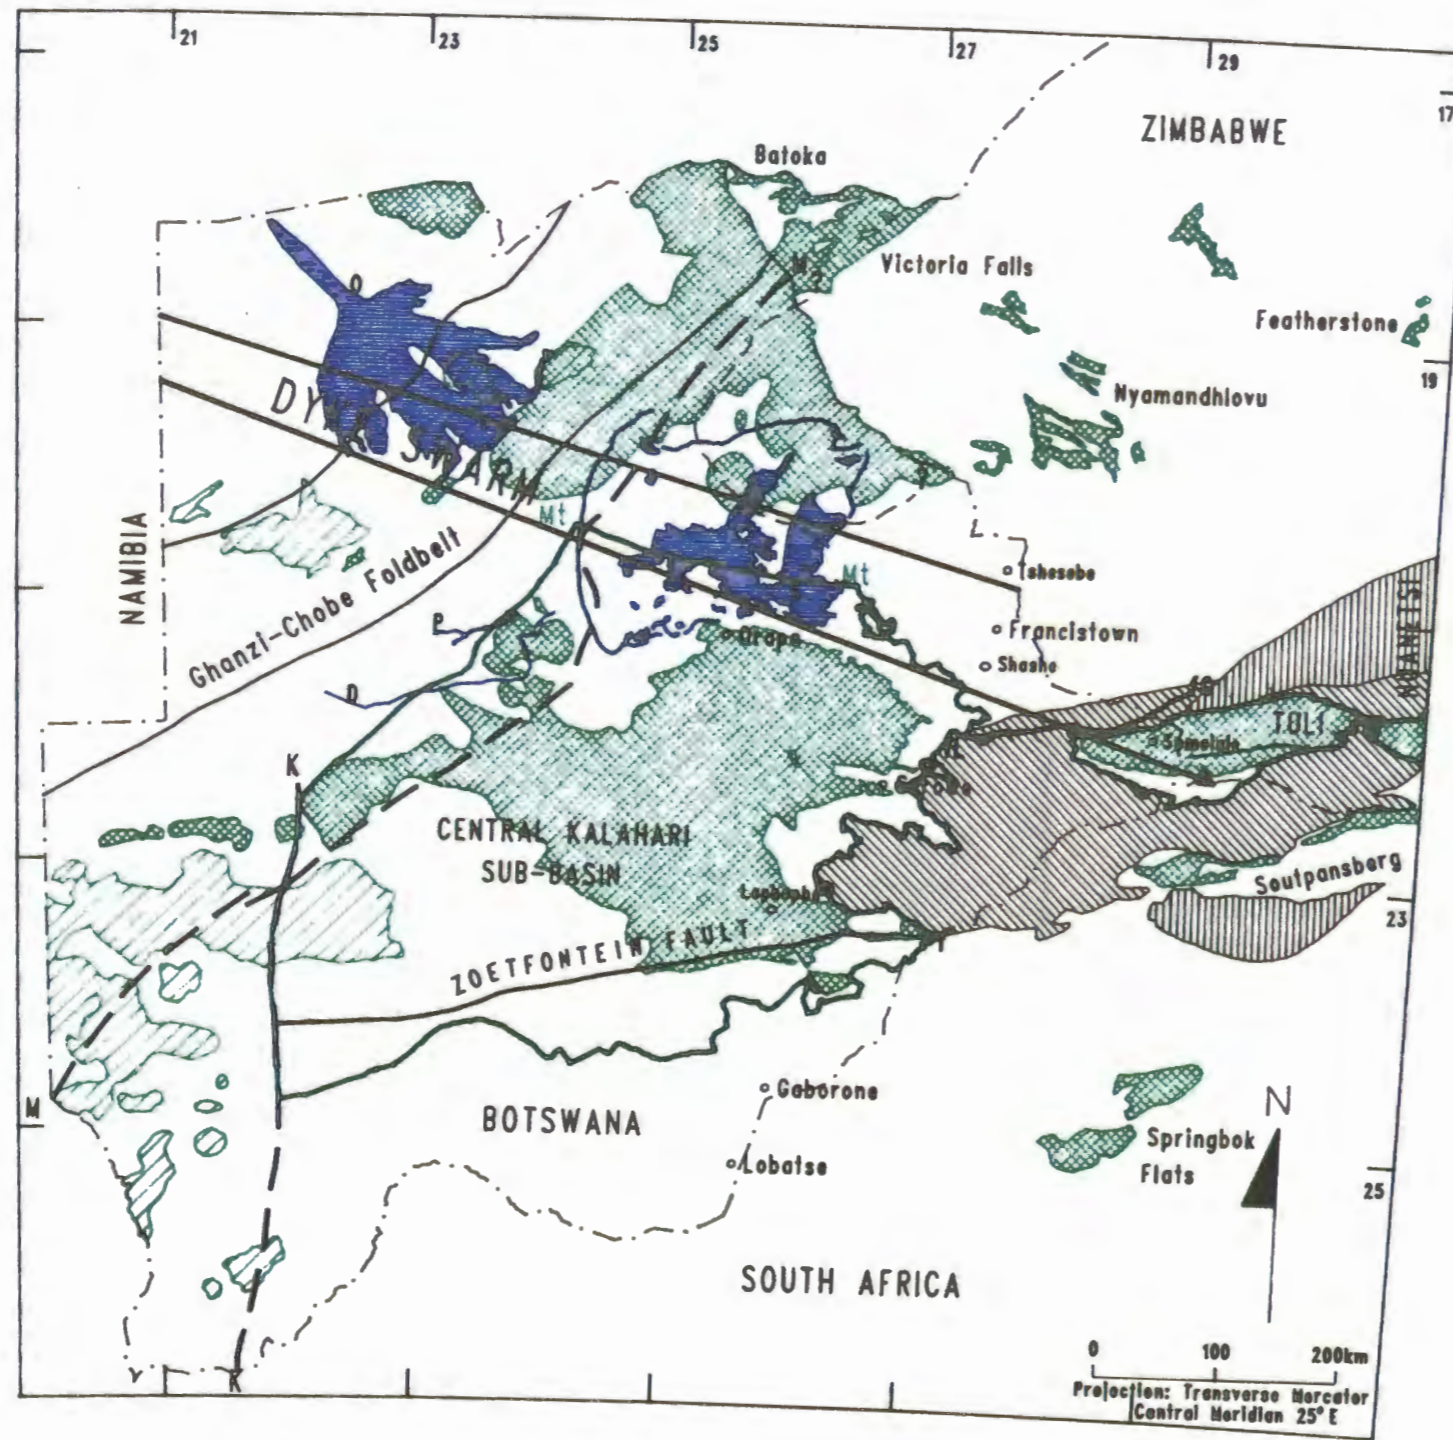 21
23
25
27
29
17
ZIMBABWE
Batoka
Victoria Falls
M
?
O
Featherstone
19
Nyamandhlovu
DYKE SWARM
NAMIBIA
Mt
Mt
Tshesebe
Ghanzi-Chobe Foldbelt
P
Orapa
Francistown
Shashe
D
NUANETSI
TULI
K
CENTRAL KALAHARI
SUB-BASIN
Soutpansberg
23
ZOETFONTEIN FAULT
M
Gaborone
BOTSWANA
N
Lobatse
Springbok
Flats
25
SOUTH AFRICA
0 100 200km
K
Projection: Transverse Mercator
Central Meridian 25° E